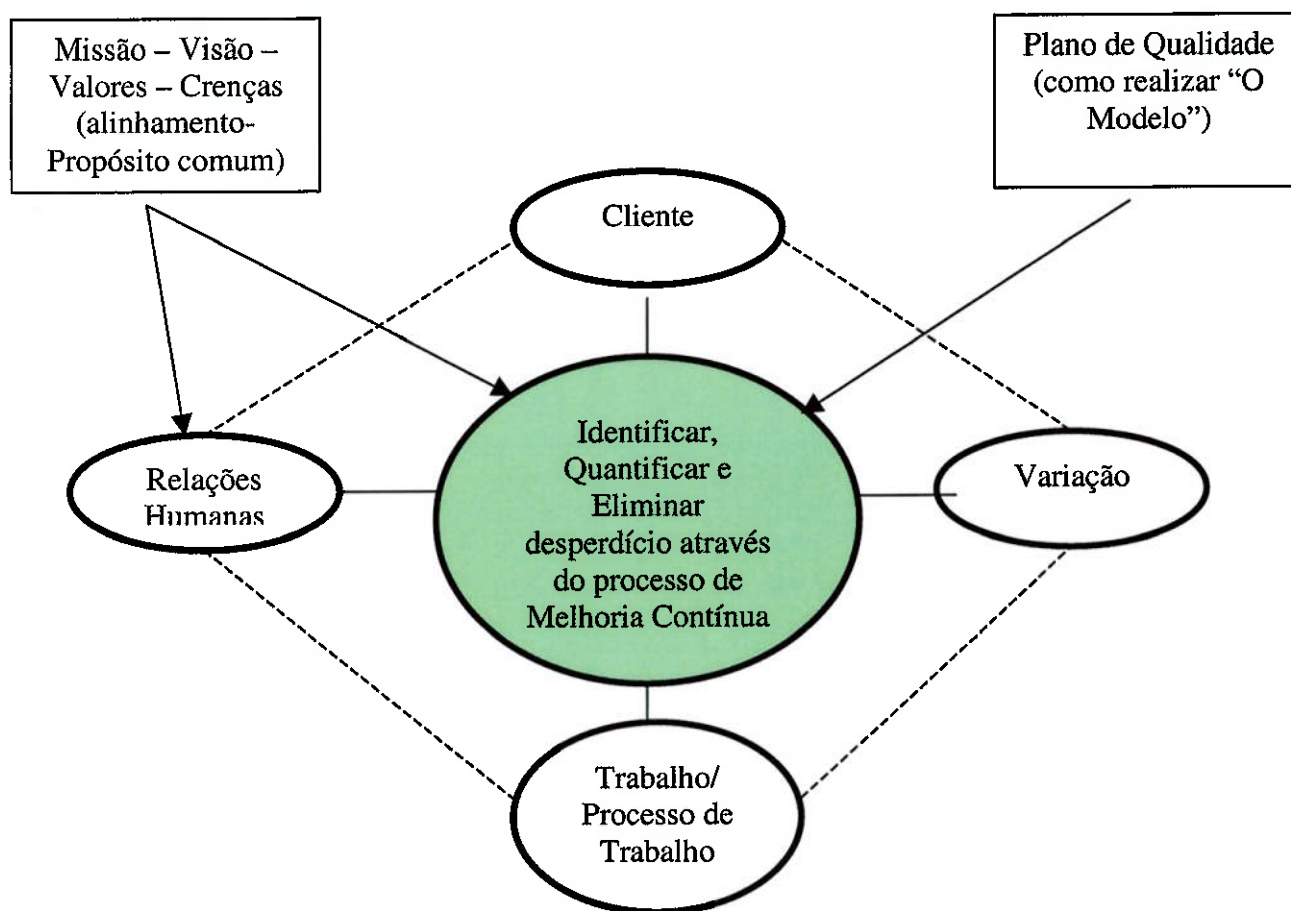 Missão – Visão –
Valores – Crenças
(alinhamento-
Propósito comum)
Plano de Qualidade
(como realizar “O
Modelo”)
Cliente
Identificar,
Quantificar e
Eliminar
desperdício através
do processo de
Melhoria Contínua
Relações
Humanas
Variação
Trabalho/
Processo de
Trabalho